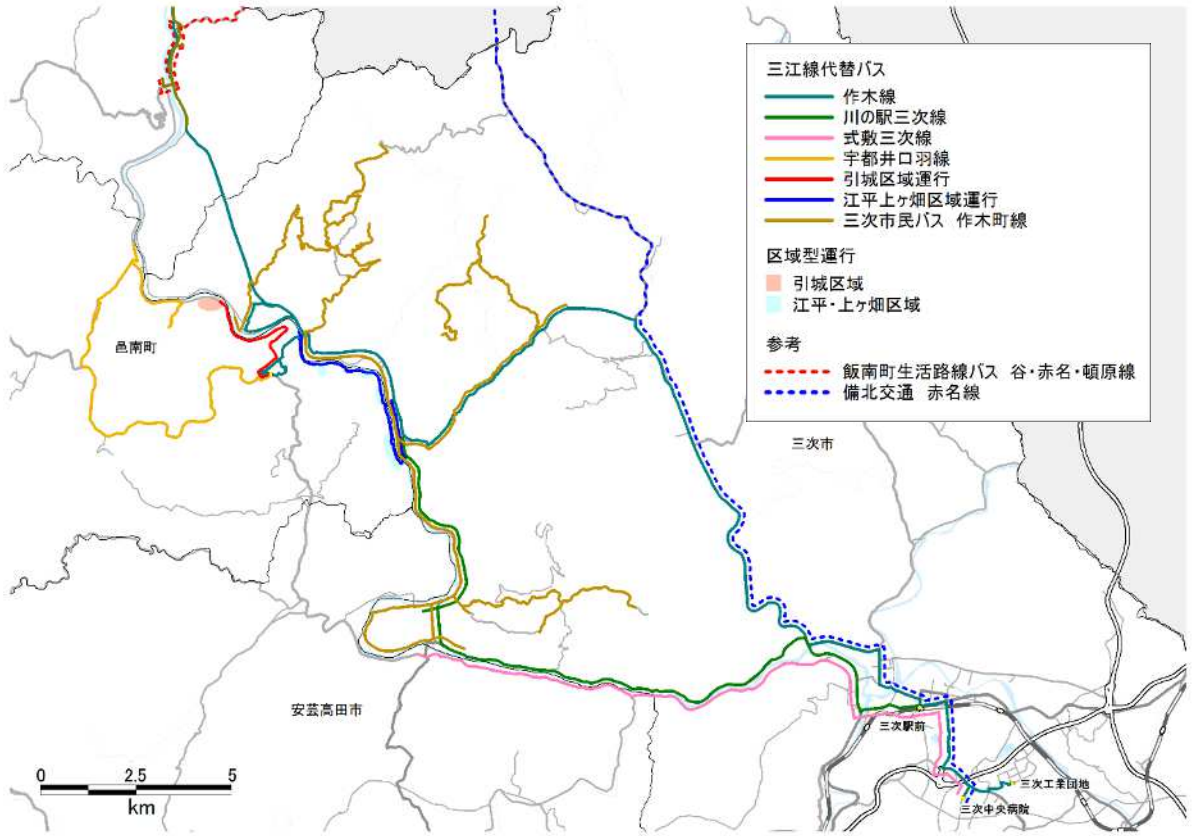 三江線代替バス
作木線
川の駅三次線
式敷三次線
宇都井口羽線
引城区域運行
江平上ヶ畑区域運行
三次市民バス 作木町線
区域型運行
引城区域
江平・上ヶ畑区域
参考
飯南町生活路線バス 谷・赤名・頓原線
備北交通 赤名線
邑南町
三次市
安芸高田市
三次駅前
三次工業団地
三次中央病院
0 2.5 5
km